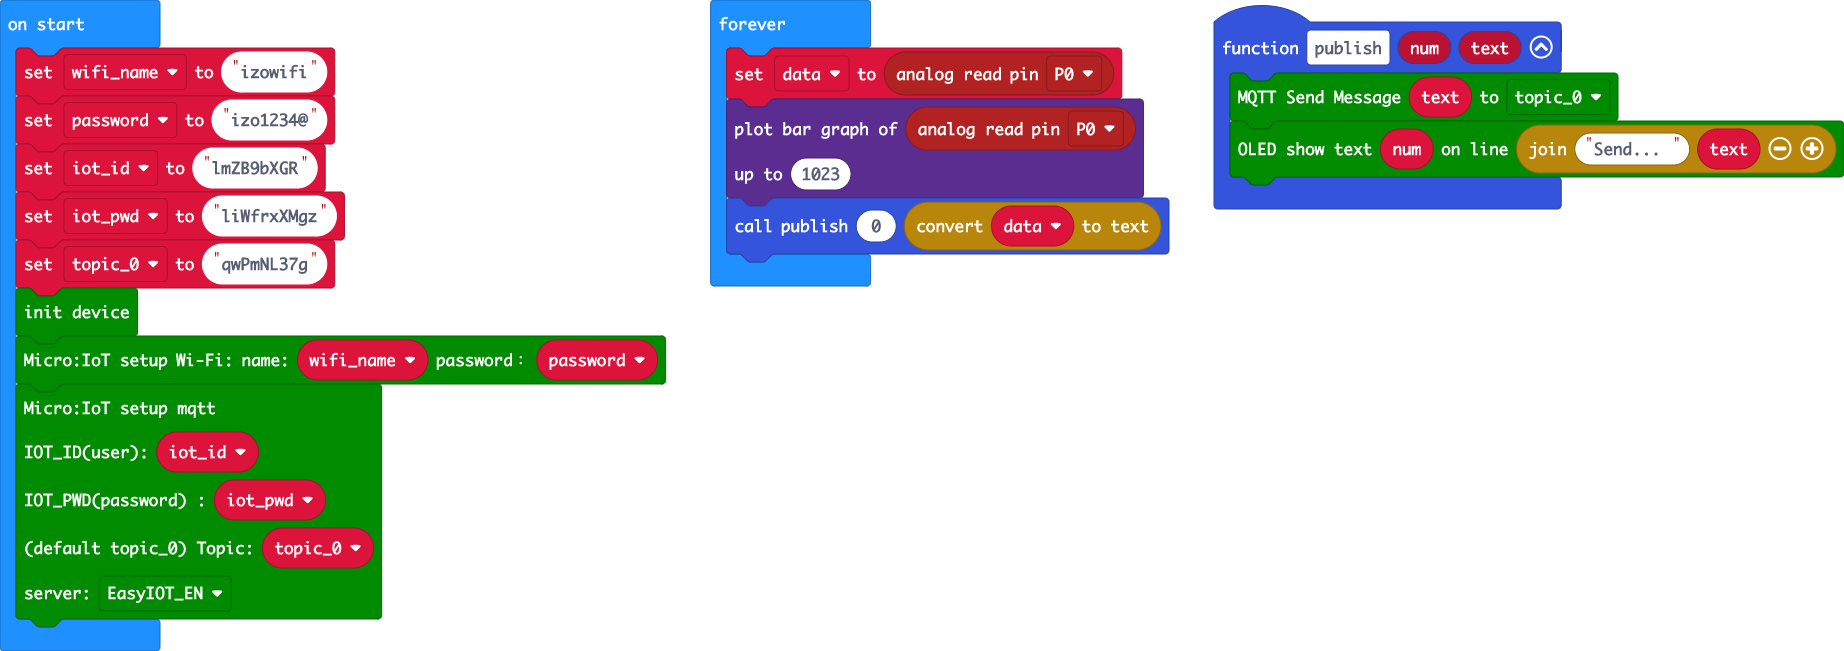 on start
set wifi_name to "izowifi"
set password to "izo1234@"
set iot_id to "lmZB9bXGR"
set iot_pwd to "liWfrxXMgz"
set topic_0 to "qwPmNL37g"
init device
Micro:IoT setup Wi-Fi: name: wifi_name password: password
Micro:IoT setup mqtt
IOT_ID(user): iot_id
IOT_PWD(password) : iot_pwd
(default topic_0) Topic: topic_0
server: EasyIOT_EN
forever
set data to analog read pin P0
plot bar graph of analog read pin P0
up to 1023
call publish 0 convert data to text
function publish num text
MQTT Send Message text to topic_0
OLED show text num on line join "Send... " text